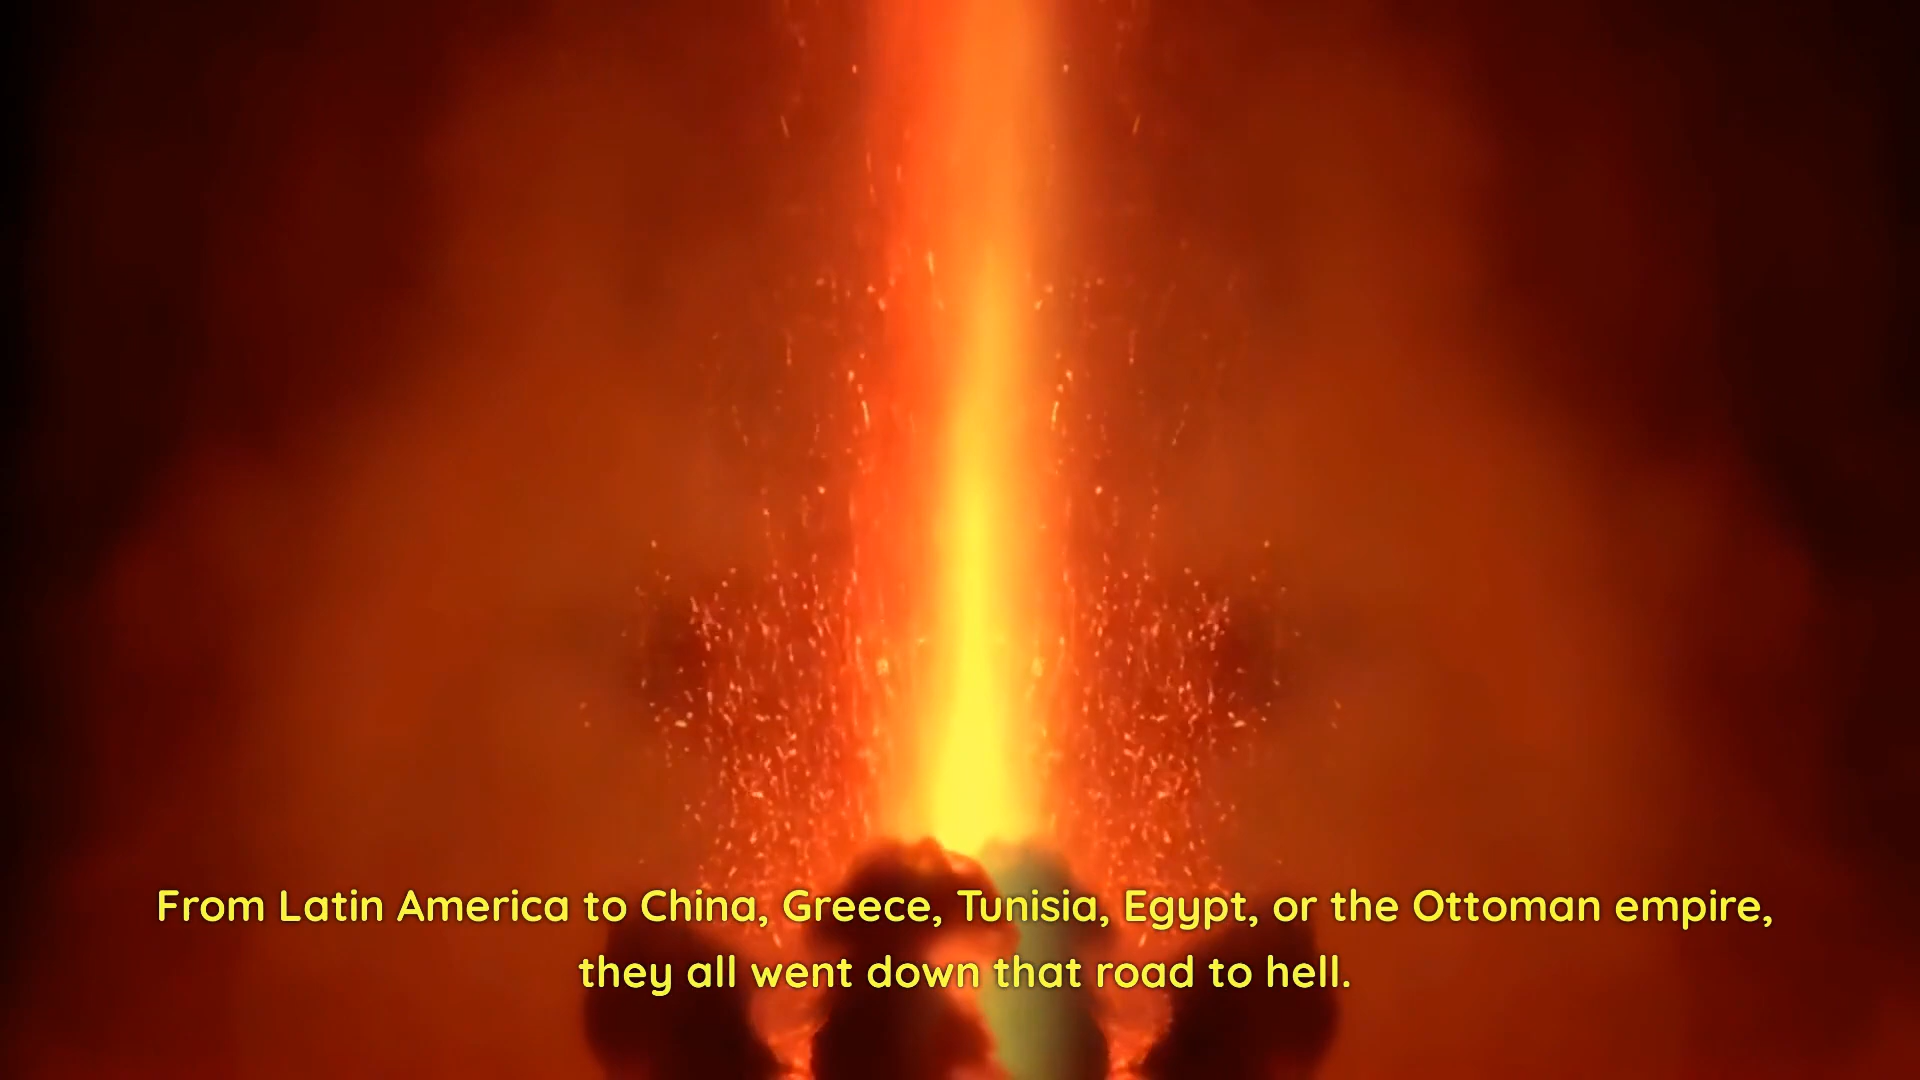 From Latin America to China, Greece, Tunisia, Egypt, or the Ottoman empire,
they all went down that road to hell.